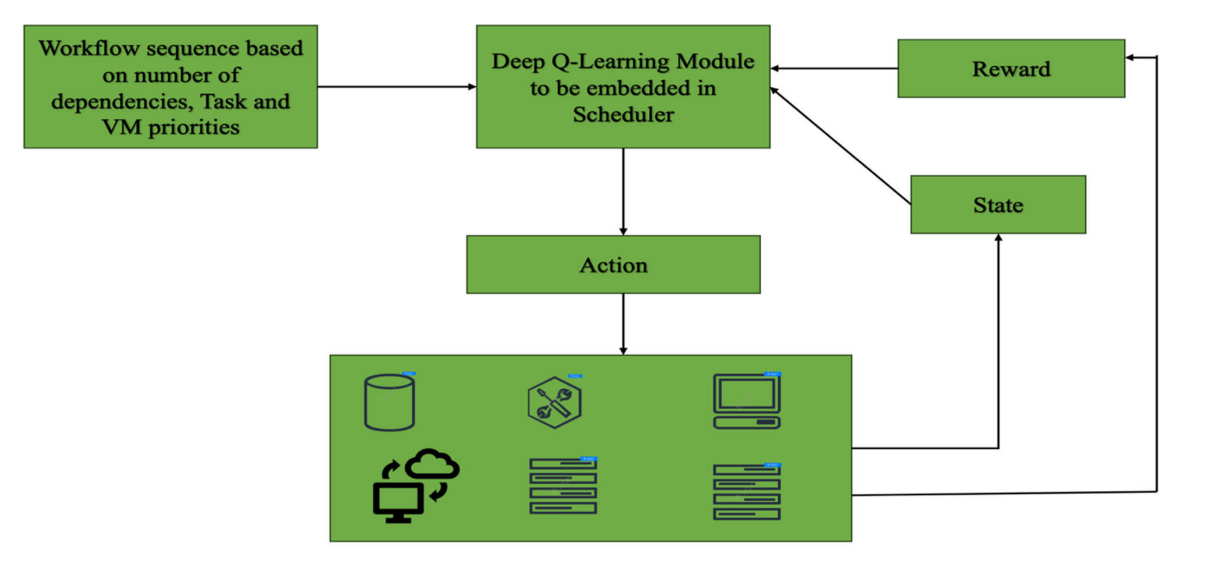 Workflow sequence based
on number of
dependencies, Task and
VM priorities
Deep Q-Learning Module
to be embedded in
Scheduler
Reward
State
Action